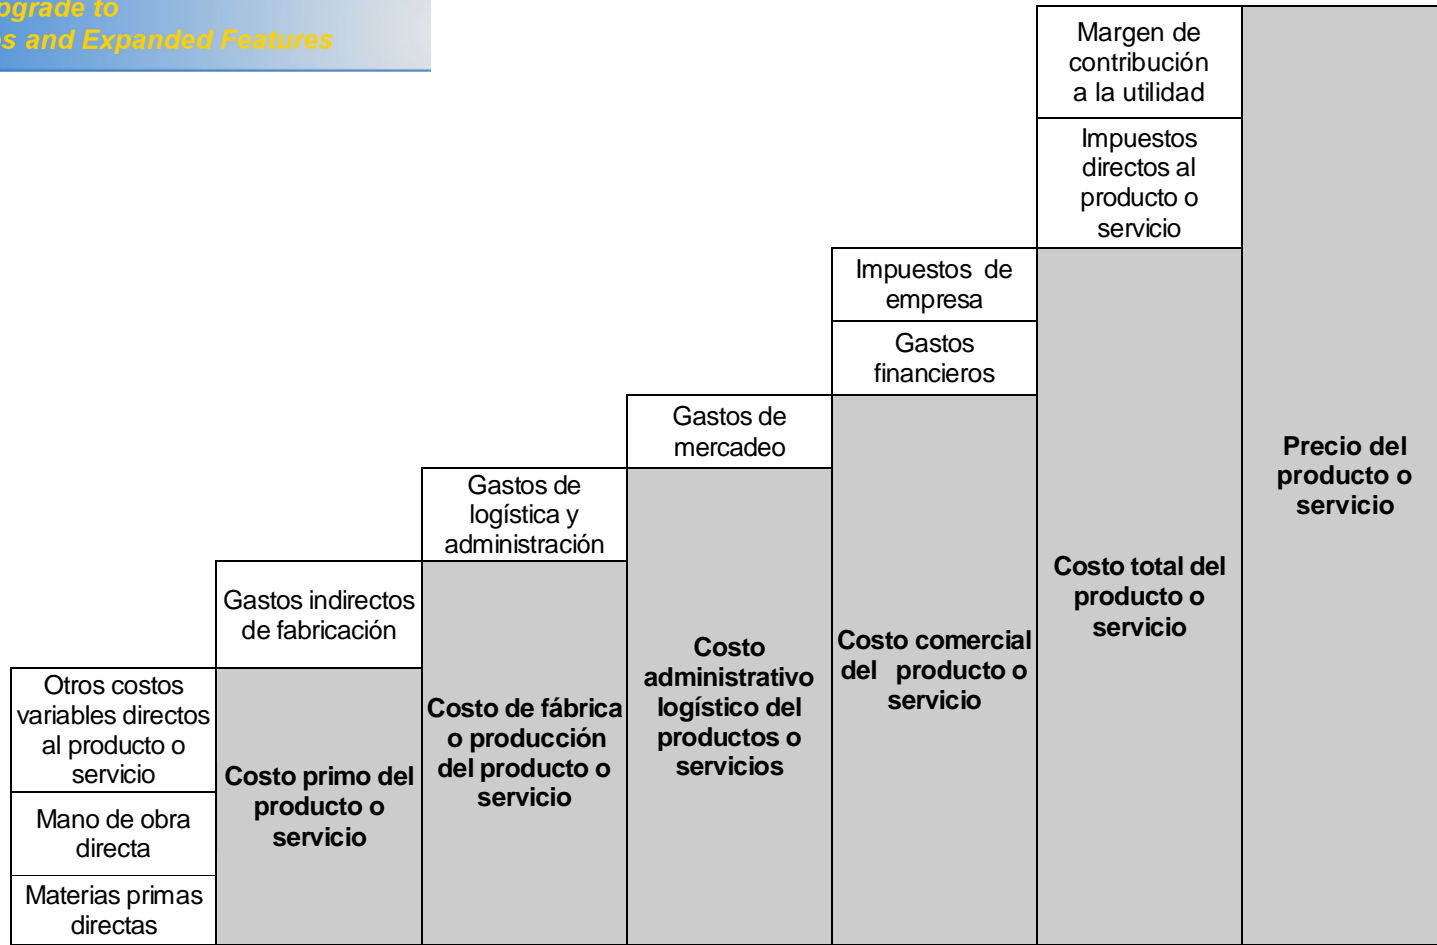 pgrade to
es and Expanded Features
Margen de
contribución
a la utilidad
Impuestos
directos al
producto o
servicio
Impuestos de
empresa
Gastos
financieros
Gastos de
mercadeo
Precio del
producto o
servicio
Gastos de
logística y
administración
Costo total del
producto o
servicio
Gastos indirectos
de fabricación
Costo comercial
del producto o
servicio
Costo
administrativo
logístico del
productos o
servicios
Otros costos
variables directos
al producto o
servicio
Costo de fábrica
o producción
del producto o
servicio
Costo primo del
producto o
servicio
Mano de obra
directa
Materias primas
directas